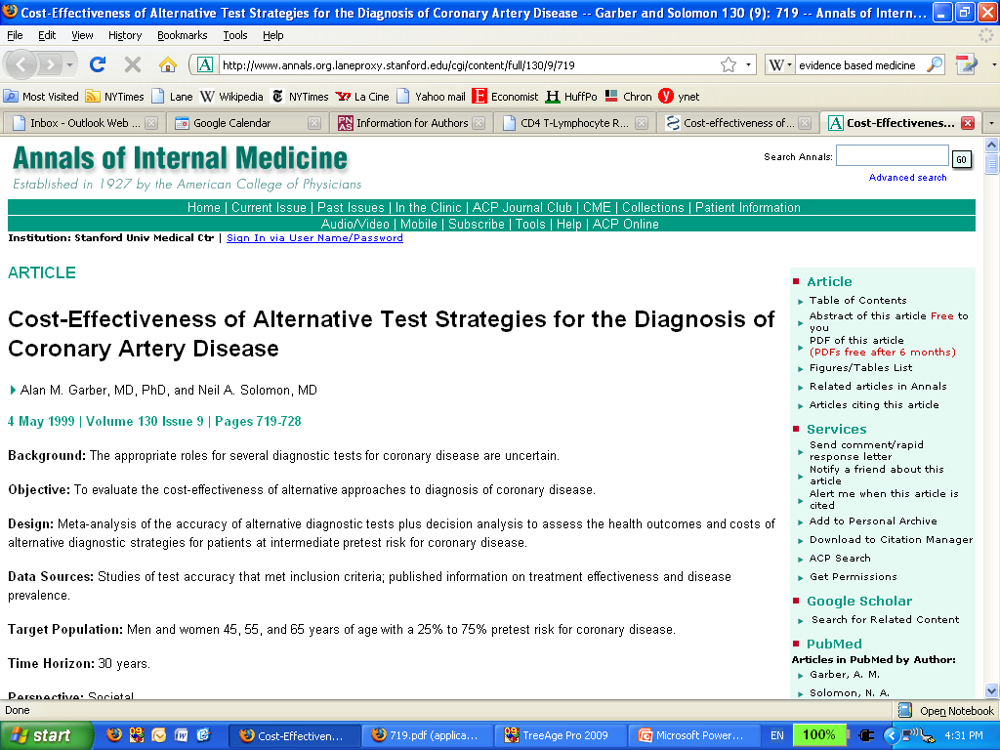 Cost-Effectiveness of Alternative Test Strategies for the Diagnosis of Coronary Artery Disease -- Garber and Solomon 130 (9): 719 -- Annals of Intern...
File Edit View History Bookmarks Tools Help
http://www.annals.org.laneproxy.stanford.edu/cgi/content/full/130/9/719
evidence based medicine
Most Visited NYTimes Lane Wikipedia NYTimes La Cine Yahoo mail Economist HuffPo Chron ynet
Inbox - Outlook Web ... Google Calendar Information for Authors CD4 T-Lymphocyte R... Cost-effectiveness of... Cost-Effectivenes...
Annals of Internal Medicine
Established in 1927 by the American College of Physicians
Search Annals: GO
Advanced search
Home | Current Issue | Past Issues | In the Clinic | ACP Journal Club | CME | Collections | Patient Information
Audio/Video | Mobile | Subscribe | Tools | Help | ACP Online
Institution: Stanford Univ Medical Ctr | Sign In via User Name/Password
ARTICLE
Cost-Effectiveness of Alternative Test Strategies for the Diagnosis of
Coronary Artery Disease
Alan M. Garber, MD, PhD, and Neil A. Solomon, MD
4 May 1999 | Volume 130 Issue 9 | Pages 719-728
Background: The appropriate roles for several diagnostic tests for coronary disease are uncertain.
Objective: To evaluate the cost-effectiveness of alternative approaches to diagnosis of coronary disease.
Design: Meta-analysis of the accuracy of alternative diagnostic tests plus decision analysis to assess the health outcomes and costs of
alternative diagnostic strategies for patients at intermediate pretest risk for coronary disease.
Data Sources: Studies of test accuracy that met inclusion criteria; published information on treatment effectiveness and disease
prevalence.
Target Population: Men and women 45, 55, and 65 years of age with a 25% to 75% pretest risk for coronary disease.
Time Horizon: 30 years.
Perspective: Societal
Article
Table of Contents
Abstract of this article Free to
you
PDF of this article
(PDFs free after 6 months)
Figures/Tables List
Related articles in Annals
Articles citing this article
Services
Send comment/rapid
response letter
Notify a friend about this
article
Alert me when this article is
cited
Add to Personal Archive
Download to Citation Manager
ACP Search
Get Permissions
Google Scholar
Search for Related Content
PubMed
Articles in PubMed by Author:
Garber, A. M.
Solomon, N. A.
Done
Open Notebook
start Cost-Effectiven... 719.pdf (applica... TreeAge Pro 2009 Microsoft Power... EN 100% 4:31 PM